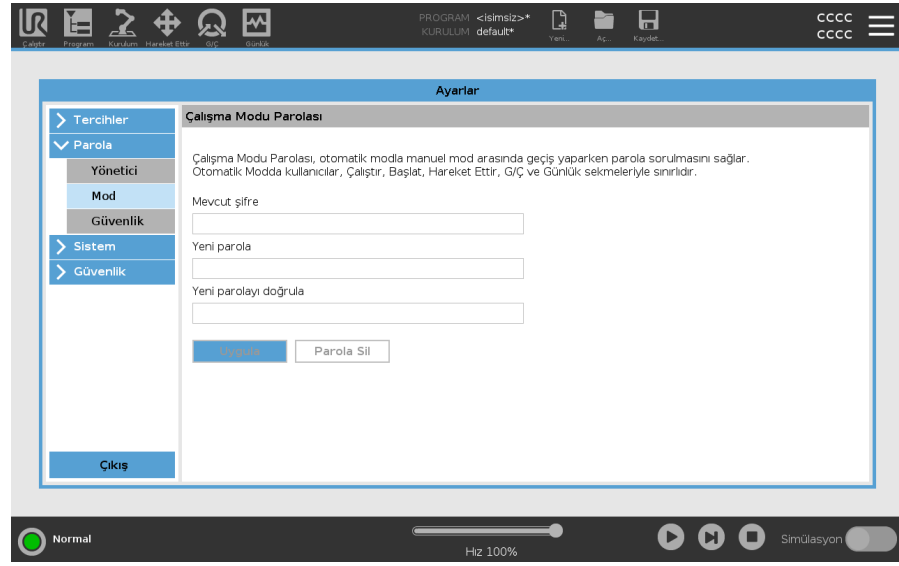 PROGRAM <isimsiz>*
KURULUM default*
Çalıştır Program Kurulum Hareket Ettir G/Ç Günlük Yeni... Aç... Kaydet...
cccc
cccc
Ayarlar
Tercihler
Parola
Yönetici
Mod
Güvenlik
Sistem
Güvenlik
Çıkış
Çalışma Modu Parolası
Çalışma Modu Parolası, otomatik modla manuel mod arasında geçiş yaparken parola sorulmasını sağlar.
Otomatik Modda kullanıcılar, Çalıştır, Başlat, Hareket Ettir, G/Ç ve Günlük sekmeleriyle sınırlıdır.
Mevcut şifre
Yeni parola
Yeni parolayı doğrula
Uygula Parola Sil
Normal
Hız 100%
Simülasyon